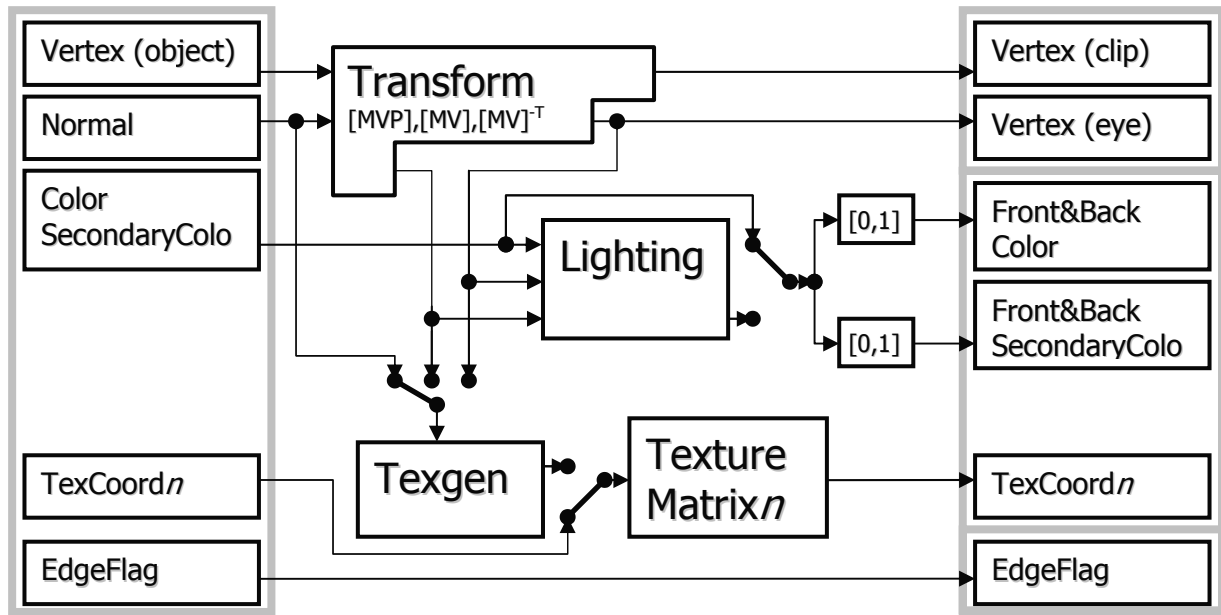 Vertex (object)
Normal
Color
SecondaryColo
TexCoordn
EdgeFlag
Transform
[MVP],[MV],[MV]-T
Lighting
[0,1]
[0,1]
Texgen
Texture
Matrixn
Vertex (clip)
Vertex (eye)
Front&Back
Color
Front&Back
SecondaryColo
TexCoordn
EdgeFlag